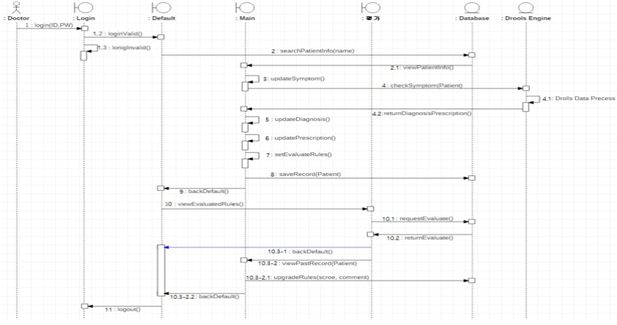 : Doctor
: Login
: Default
: Main
: 평가
: Database
: Drools Engine
1 : login(ID,PW)
1.2 : loginValid()
1.3 : longinvalid()
2 : searchPatientInfo(name)
2.1: viewPatientInfo()
3 : updateSymptom()
4 : checkSymptom(Patient)
4.1: Drolls Data Precess
4.2:returnDiagnosisPrescription()
5 : updateDiagnosis()
6 : updatePrescription()
7 : setEvaluateRules()
8 : saveRecord(Patient)
9 : backDefault()
10 : viewEvaluatedRules()
10.1 : requestEvaluate()
10.2 : returnEvaluate()
10.3-1 : backDefault()
10.3-2 : viewPastRecord(Patient)
10.3-2.1: upgradeRules(scroe, comment)
10.3-2.2 : backDefault()
11 : logout()